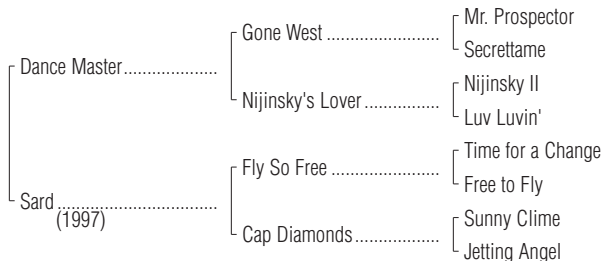 Mr. Prospector
Gone West ........................
Secrettame
Dance Master....................
Nijinsky II
Nijinsky's Lover ................
Luv Luvin'
Time for a Change
Fly So Free .......................
Free to Fly
Sard..................................
(1997)
Sunny Clime
Cap Diamonds..................
Jetting Angel